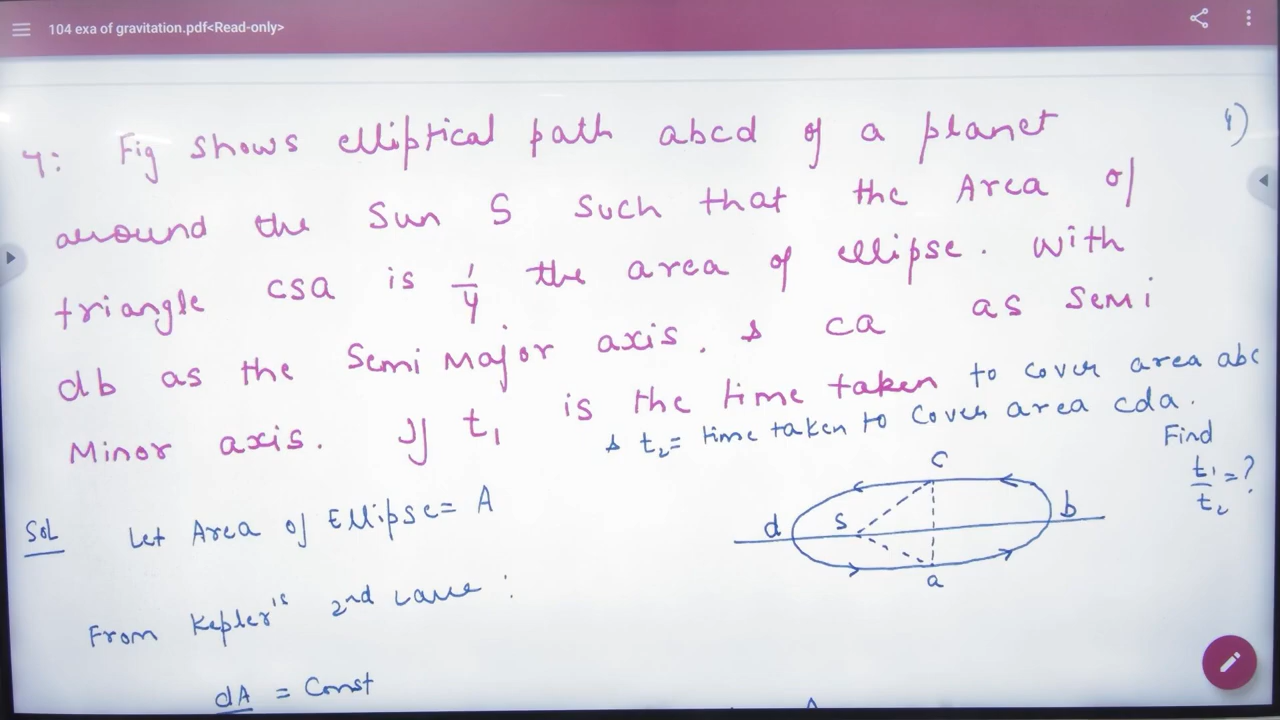 104 exa of gravitation.pdf<Read-only>
4: Fig shows elliptical path abcd of a planet
4)
around the Sun S such that the Area of
triangle csa is 1/4 the area of ellipse. With
db as the Semi Major axis. & ca as semi
Minor axis. If t₁ is the time taken to cover area abc
& t₂ = time taken to cover area cda.
Find
t₁/t₂ = ?
c
d
S
b
a
Sol Let Area of Ellipse = A
From Kepler's 2nd Lawe :
dA = Const
A